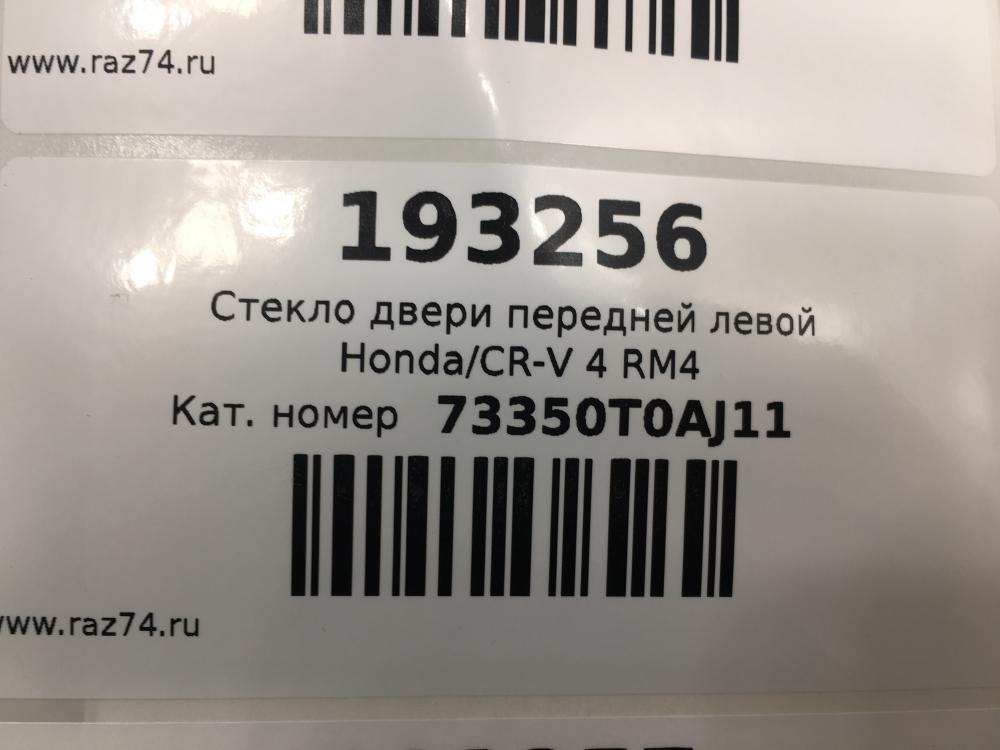 www.raz74.ru
193256
Стекло двери передней левой
Honda/CR-V 4 RM4
Кат. номер 73350T0AJ11
www.raz74.ru